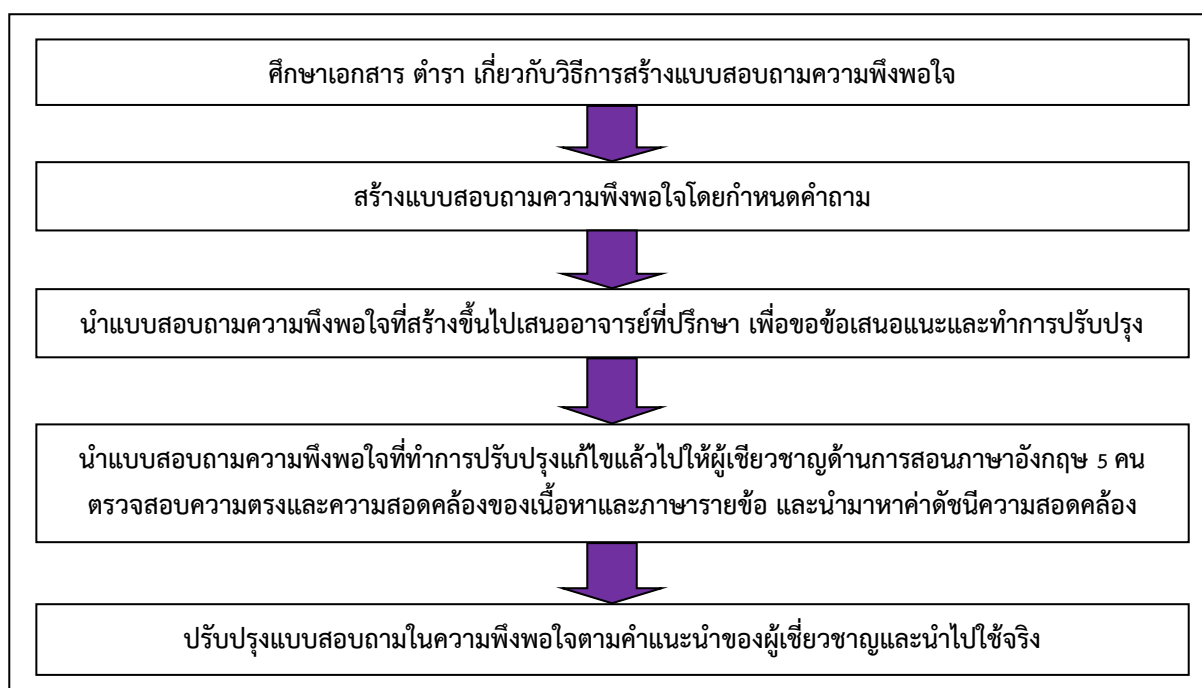 ศึกษาเอกสาร ตำรา เกี่ยวกับวิธีการสร้างแบบสอบถามความพึงพอใจ
สร้างแบบสอบถามความพึงพอใจโดยกำหนดคำถาม
นำแบบสอบถามความพึงพอใจที่สร้างขึ้นไปเสนออาจารย์ที่ปรึกษา เพื่อขอข้อเสนอแนะและทำการปรับปรุง
นำแบบสอบถามความพึงพอใจที่ทำการปรับปรุงแก้ไขแล้วไปให้ผู้เชียวชาญด้านการสอนภาษาอังกฤษ 5 คน
ตรวจสอบความตรงและความสอดคล้องของเนื้อหาและภาษารายข้อ และนำมาหาค่าดัชนีความสอดคล้อง
ปรับปรุงแบบสอบถามในความพึงพอใจตามคำแนะนำของผู้เชี่ยวชาญและนำไปใช้จริง